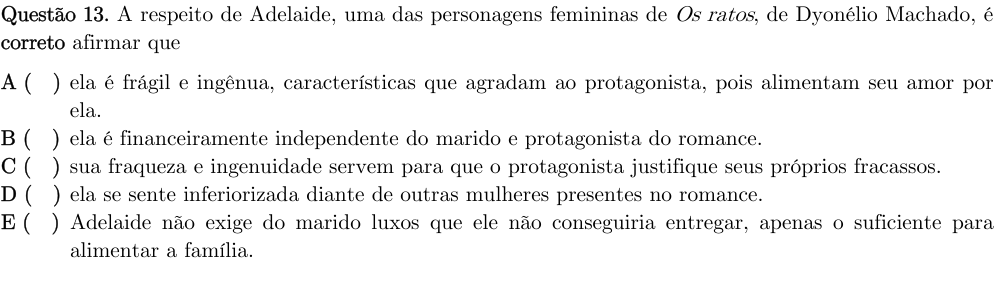 Questão 13. A respeito de Adelaide, uma das personagens femininas de Os ratos, de Dyonélio Machado, é
correto afirmar que
A ( ) ela é frágil e ingênua, características que agradam ao protagonista, pois alimentam seu amor por
ela.
B ( ) ela é financeiramente independente do marido e protagonista do romance.
C ( ) sua fraqueza e ingenuidade servem para que o protagonista justifique seus próprios fracassos.
D ( ) ela se sente inferiorizada diante de outras mulheres presentes no romance.
E ( ) Adelaide não exige do marido luxos que ele não conseguiria entregar, apenas o suficiente para
alimentar a família.